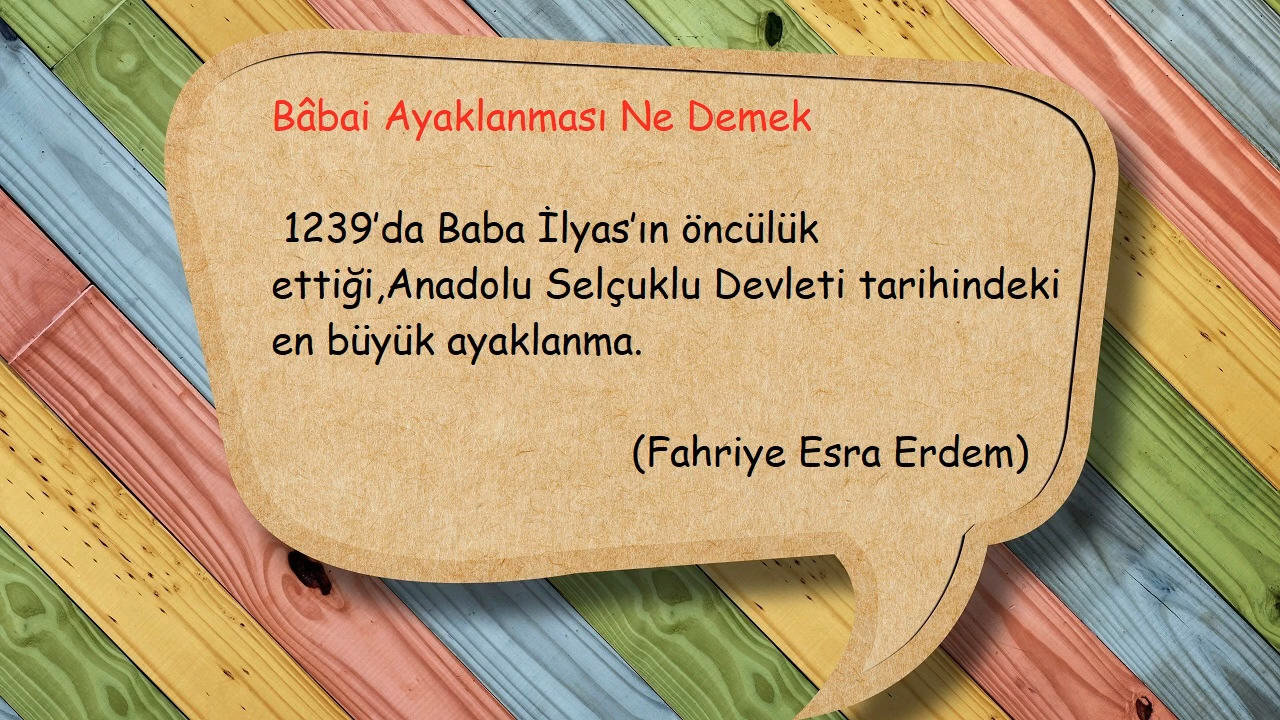 Bâbai Ayaklanması Ne Demek
1239’da Baba İlyas’ın öncülük
ettiği,Anadolu Selçuklu Devleti tarihindeki
en büyük ayaklanma.
(Fahriye Esra Erdem)